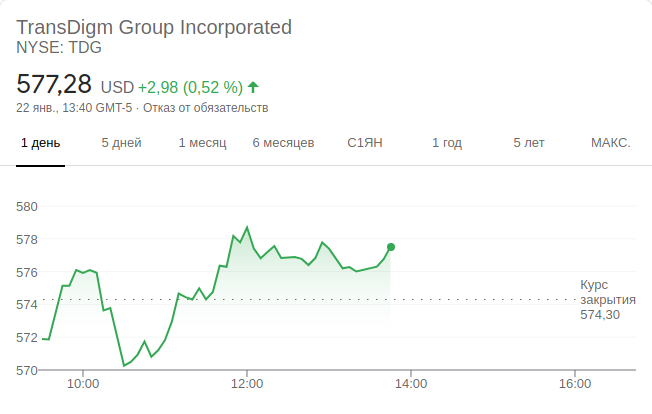 TransDigm Group Incorporated
NYSE: TDG
577,28 USD +2,98 (0,52 %)
22 янв., 13:40 GMT-5 · Отказ от обязательств
1 день 5 дней 1 месяц 6 месяцев С1ЯН 1 год 5 лет МАКС.
580
578
576
574
572
570
Курс
закрытия
574,30
10:00 12:00 14:00 16:00